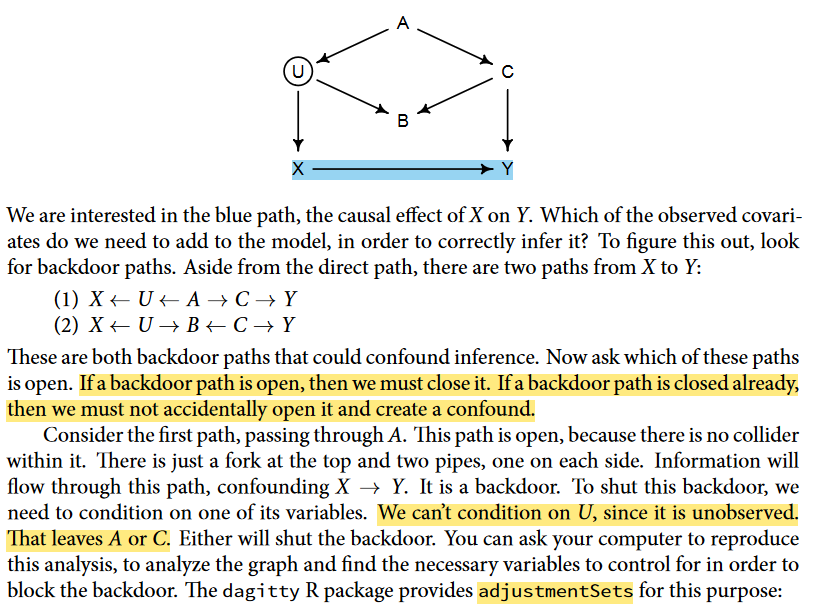 A
U
C
B
X
Y
We are interested in the blue path, the causal effect of X on Y. Which of the observed covari-
ates do we need to add to the model, in order to correctly infer it? To figure this out, look
for backdoor paths. Aside from the direct path, there are two paths from X to Y:
(1) X ← U ← A → C → Y
(2) X ← U → B ← C → Y
These are both backdoor paths that could confound inference. Now ask which of these paths
is open. If a backdoor path is open, then we must close it. If a backdoor path is closed already,
then we must not accidentally open it and create a confound.
Consider the first path, passing through A. This path is open, because there is no collider
within it. There is just a fork at the top and two pipes, one on each side. Information will
flow through this path, confounding X → Y. It is a backdoor. To shut this backdoor, we
need to condition on one of its variables. We can't condition on U, since it is unobserved.
That leaves A or C. Either will shut the backdoor. You can ask your computer to reproduce
this analysis, to analyze the graph and find the necessary variables to control for in order to
block the backdoor. The dagitty R package provides adjustmentSets for this purpose: